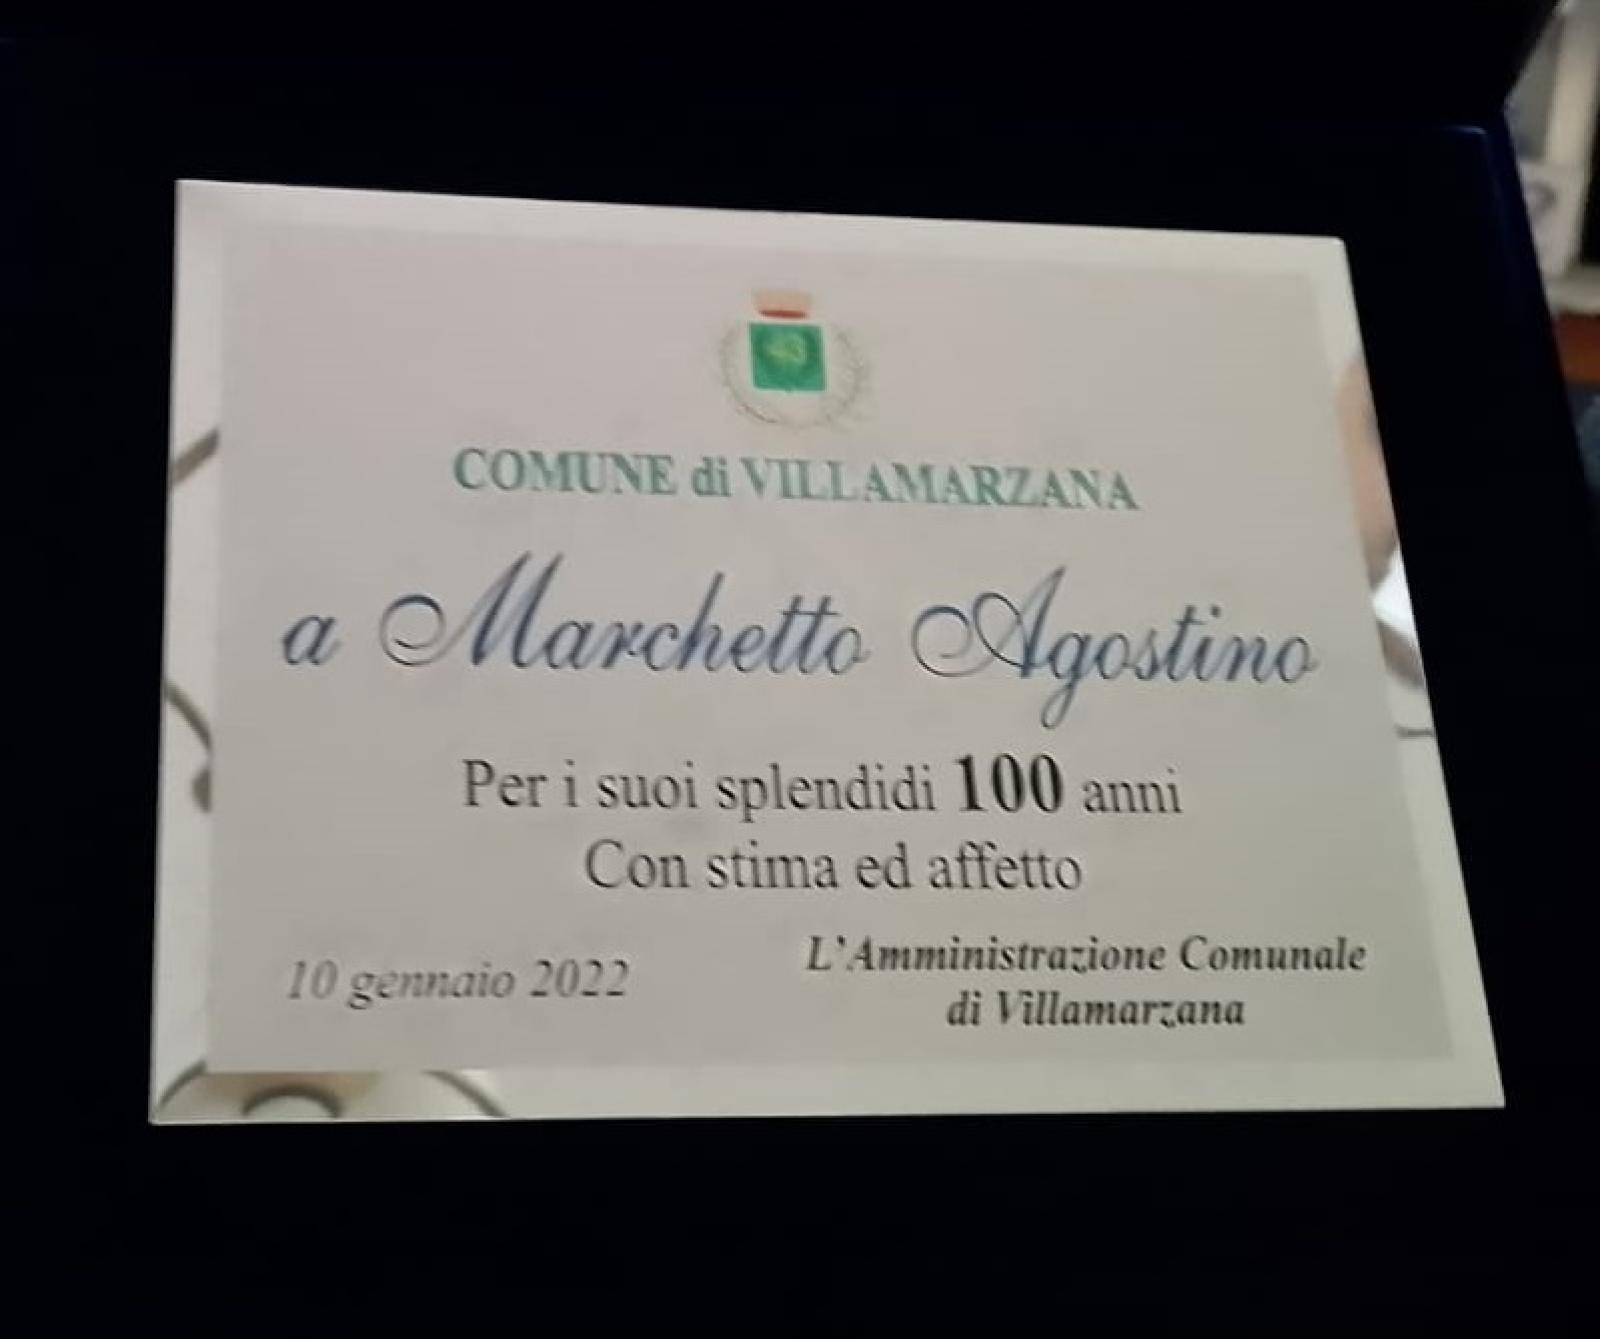 43
COMUNE di VILLAMARZANA
a Marchetto Agostino
Per i suoi splendidi 100 anni
Con stima ed affetto
10 gennaio 2022
L'Amministrazione Comunale
di Villamarzana